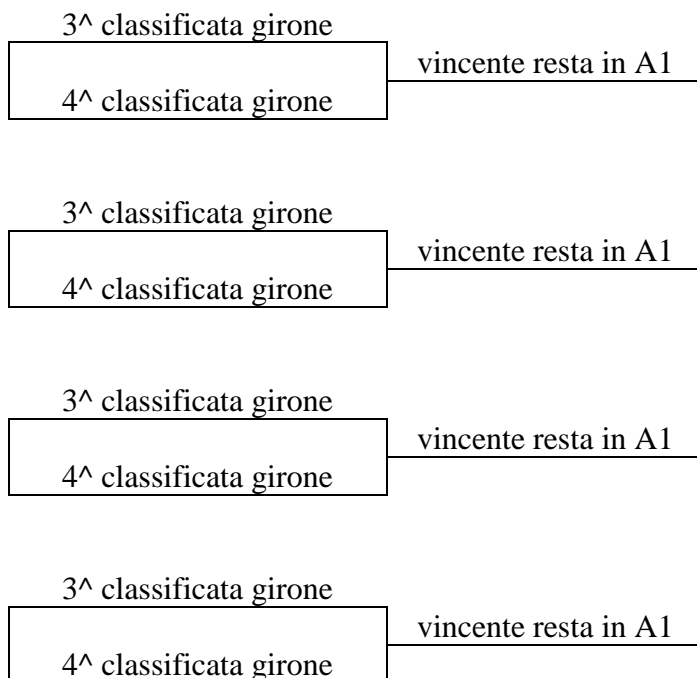 3^ classificata girone
vincente resta in A1
4^ classificata girone
3^ classificata girone
vincente resta in A1
4^ classificata girone
3^ classificata girone
vincente resta in A1
4^ classificata girone
3^ classificata girone
vincente resta in A1
4^ classificata girone